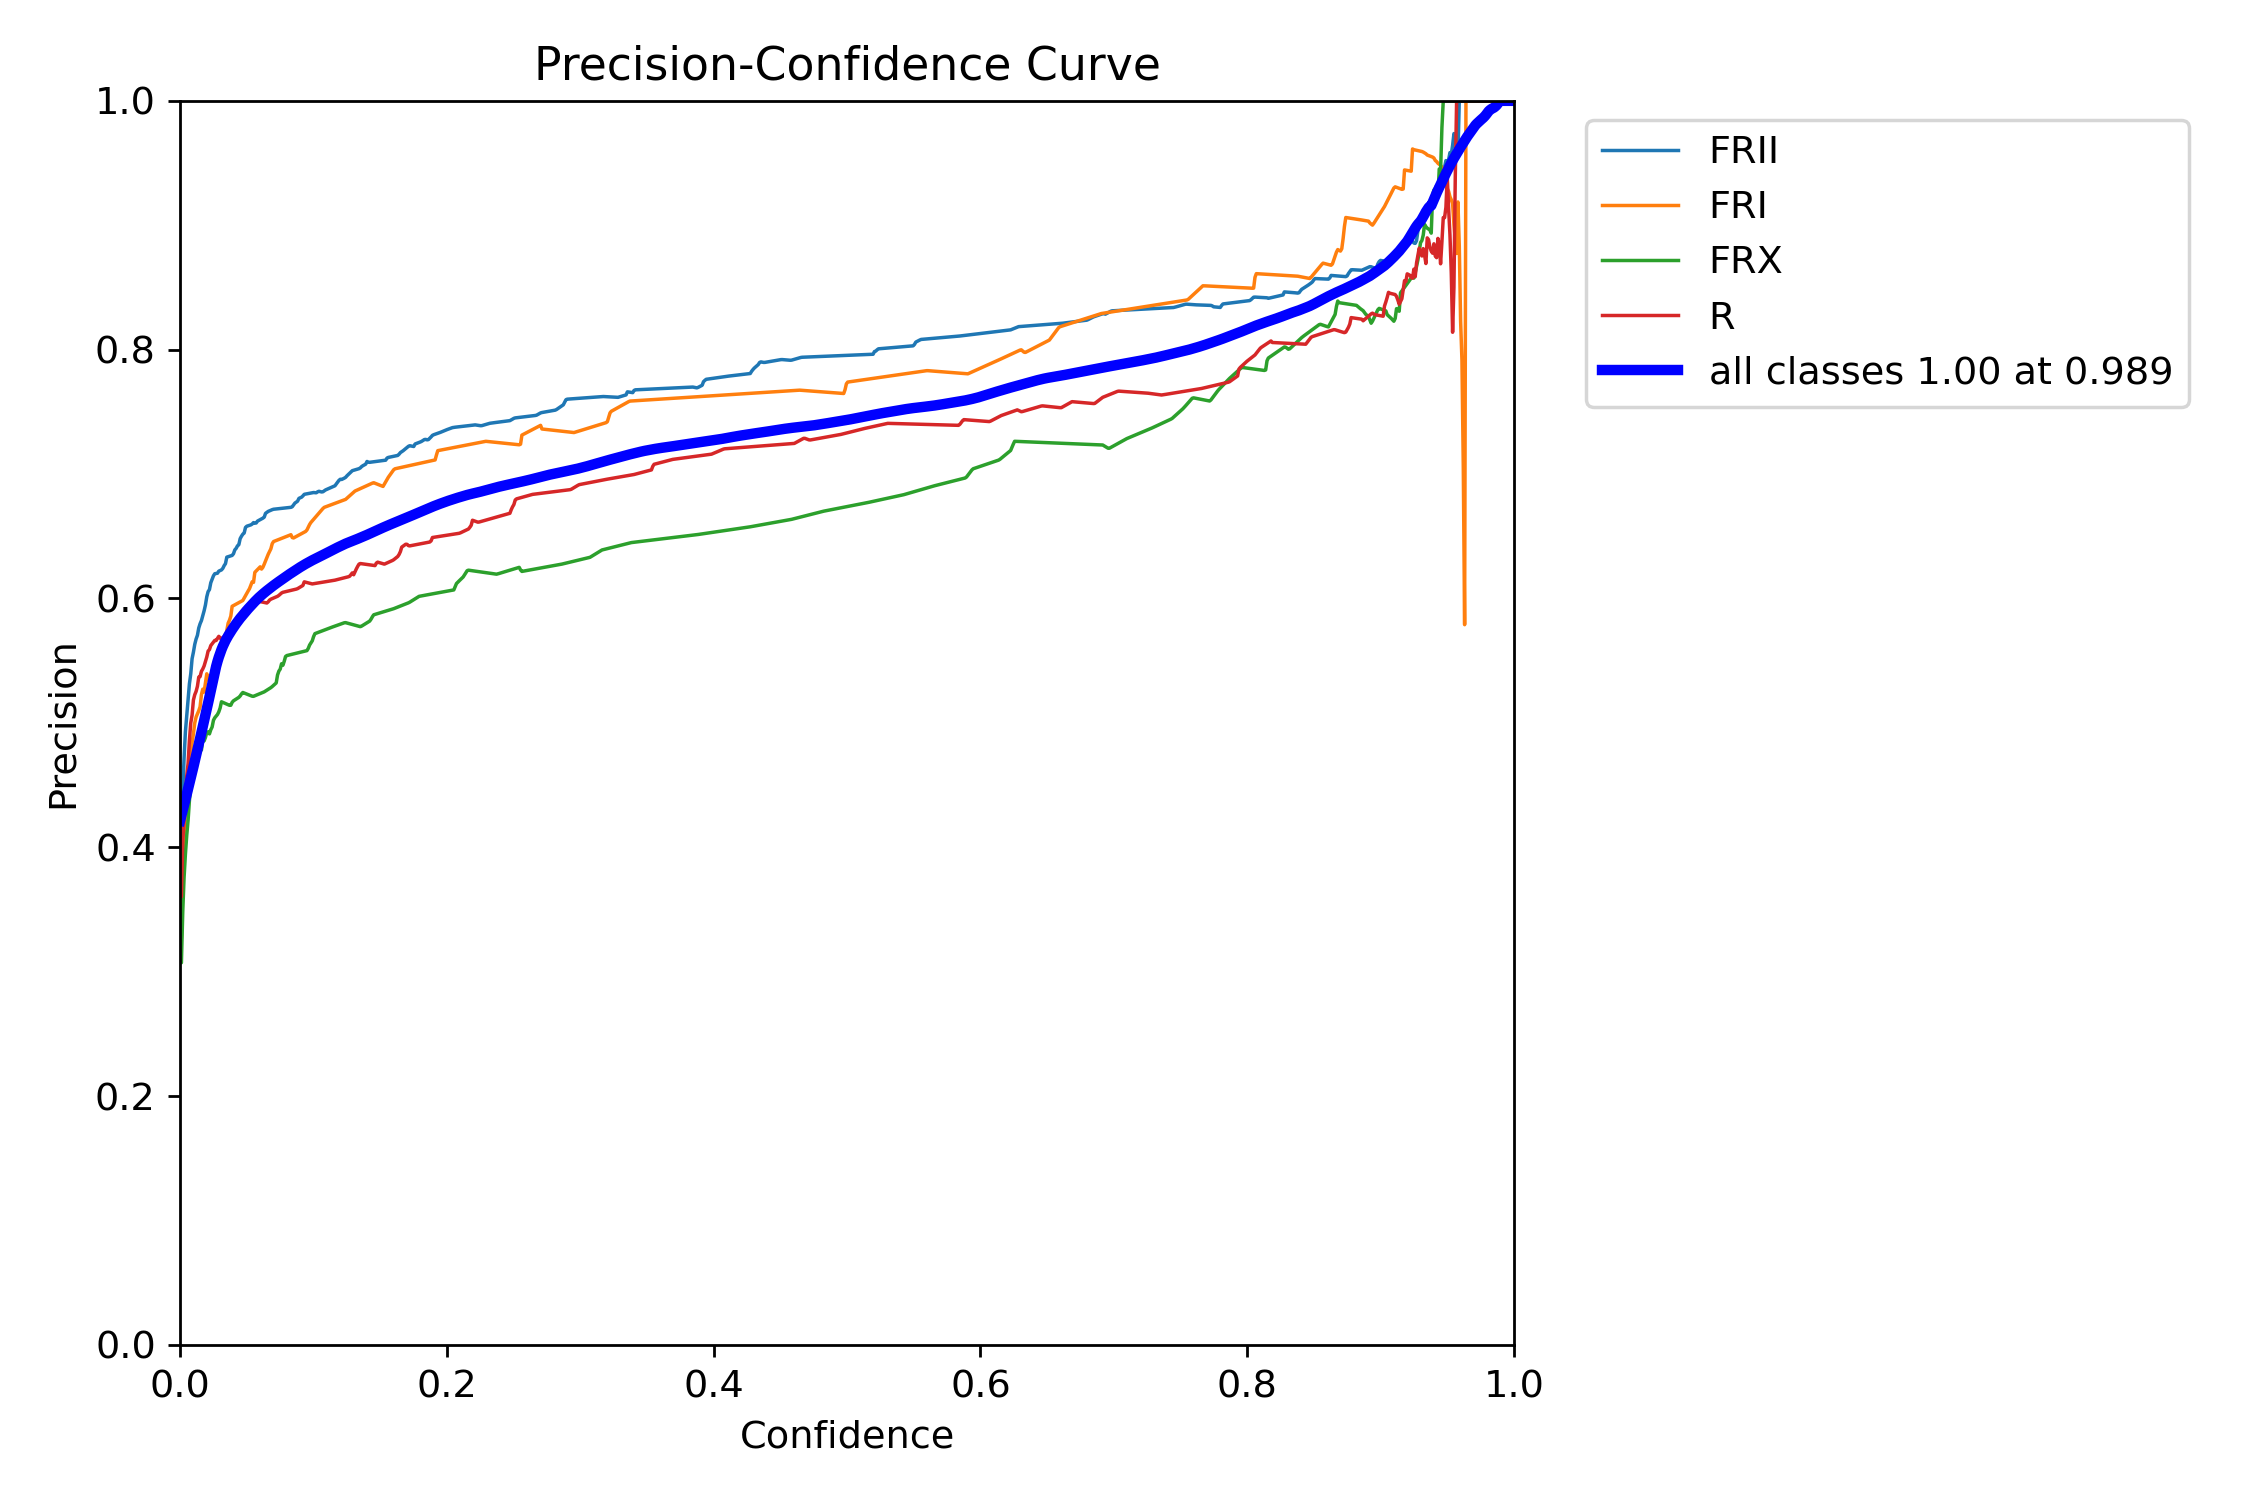 Precision-Confidence Curve
1.0
0.8
0.6
0.4
0.2
0.0
Precision
0.0 0.2 0.4 0.6 0.8 1.0
Confidence
FRII
FRI
FRX
R
all classes 1.00 at 0.989